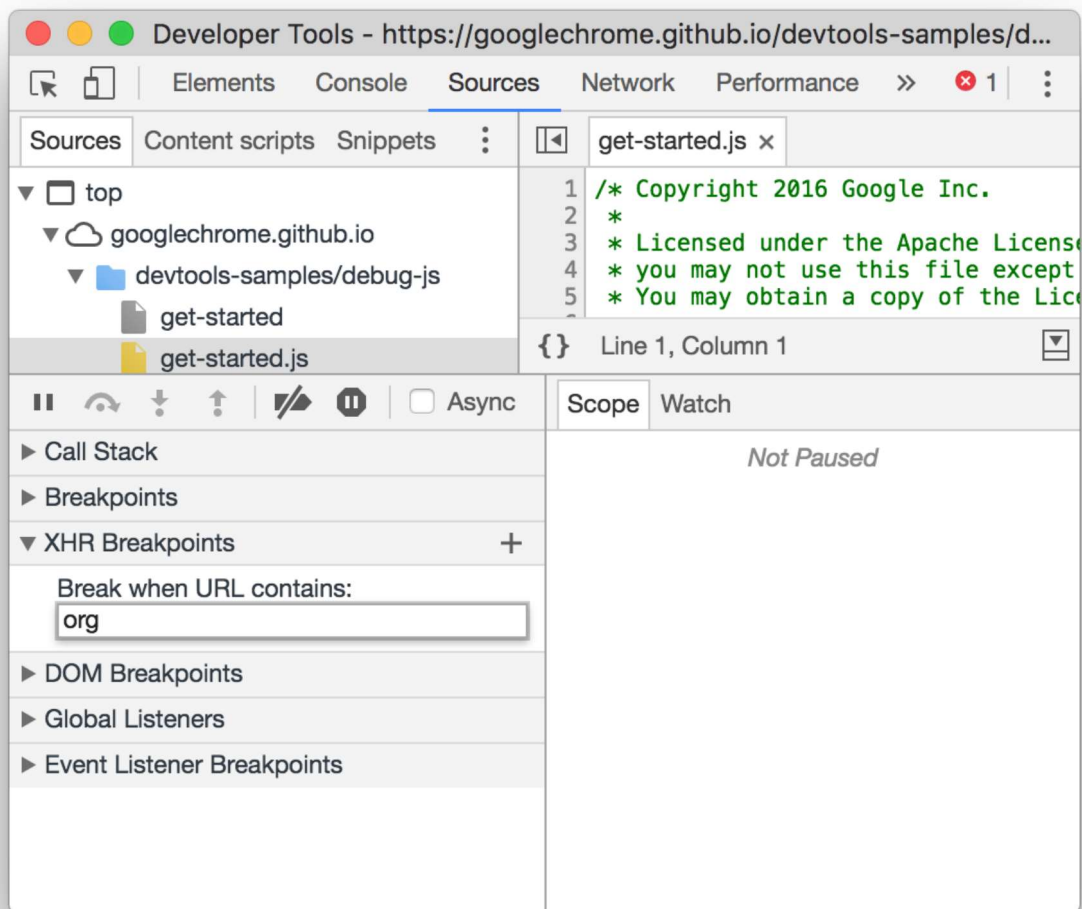 Developer Tools - https://googlechrome.github.io/devtools-samples/d...
Elements Console Sources Network Performance » 1
Sources Content scripts Snippets
top
googlechrome.github.io
devtools-samples/debug-js
get-started
get-started.js
get-started.js ×
1 /* Copyright 2016 Google Inc.
2 *
3 * Licensed under the Apache License
4 * you may not use this file except
5 * You may obtain a copy of the Lice
{} Line 1, Column 1
Async
Call Stack
Breakpoints
XHR Breakpoints +
Break when URL contains:
org
DOM Breakpoints
Global Listeners
Event Listener Breakpoints
Scope Watch
Not Paused